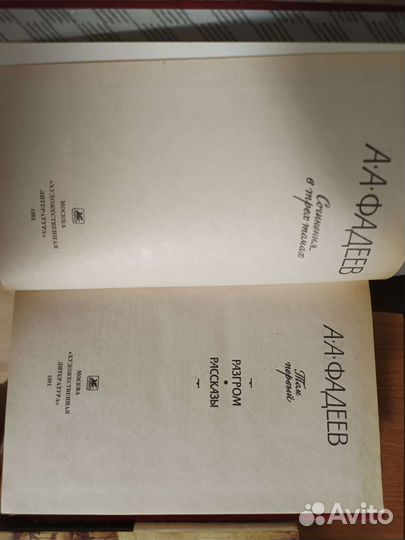 А·А·ФАДЕЕВ
Сочинения
в трех томах
МОСКВА
«ХУДОЖЕСТВЕННАЯ
ЛИТЕРАТУРА»
1981
А·А·ФАДЕЕВ
Том
первый
РАЗГРОМ
•
РАССКАЗЫ
МОСКВА
«ХУДОЖЕСТВЕННАЯ
ЛИТЕРАТУРА»
1981
Avito